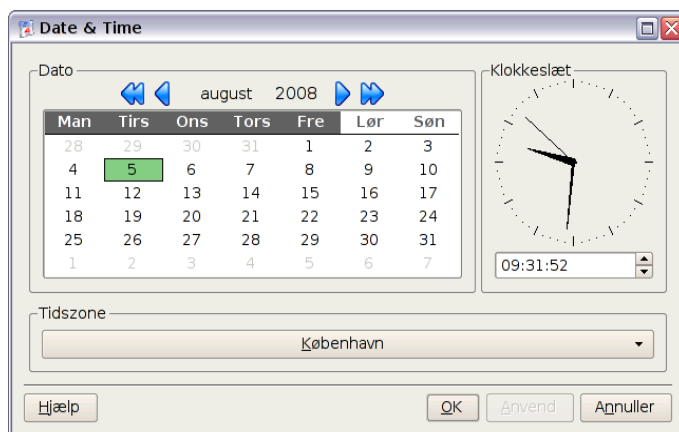 Date & Time
Dato
august 2008
Man Tirs Ons Tors Fre Lør Søn
28 29 30 31 1 2 3
4 5 6 7 8 9 10
11 12 13 14 15 16 17
18 19 20 21 22 23 24
25 26 27 28 29 30 31
1 2 3 4 5 6 7
Klokkeslæt
09:31:52
Tidszone
København
Hjælp
OK
Anvend
Annuller